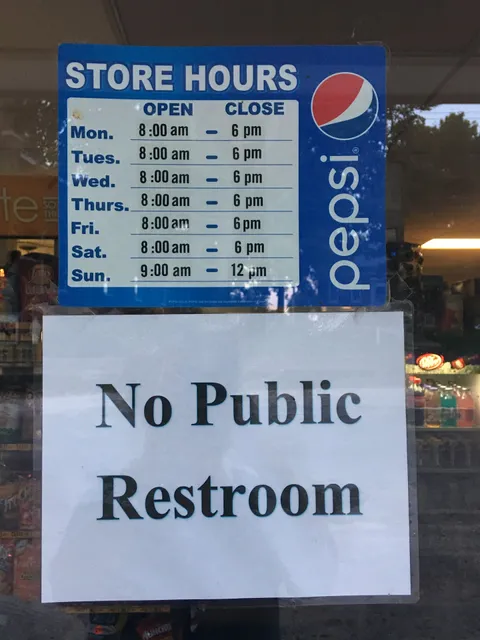 STORE HOURS
OPEN CLOSE
Mon. 8:00 am - 6 pm
Tues. 8:00 am - 6 pm
Wed. 8:00 am - 6 pm
Thurs. 8:00 am - 6 pm
Fri. 8:00 am - 6 pm
Sat. 8:00 am - 6 pm
Sun. 9:00 am - 12 pm
pepsi
No Public
Restroom